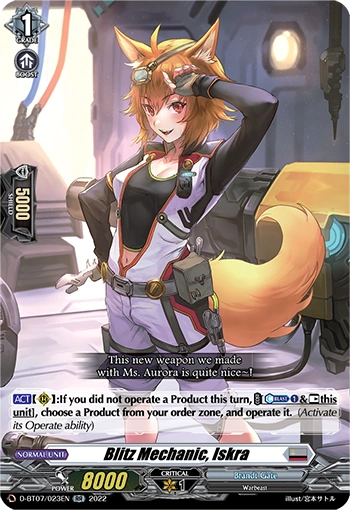 1
GRADE
BOOST
5000
SHIELD
This new weapon we made
with Ms. Aurora is quite nice~!
ACT【】:If you did not operate a Product this turn, BLAST 1 & this
unit], choose a Product from your order zone, and operate it. (Activate
its Operate ability)
NORMAL UNIT
Blitz Mechanic, Iskra
POWER 8000
CRITICAL
1
Brandt Gate
Warbeast
D-BT07/023EN RR 2022
illust/宮本サトル